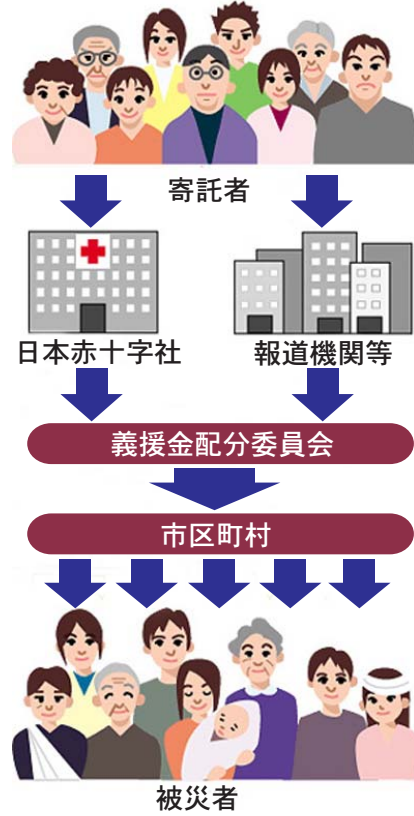 寄託者
日本赤十字社
報道機関等
義援金配分委員会
市区町村
被災者